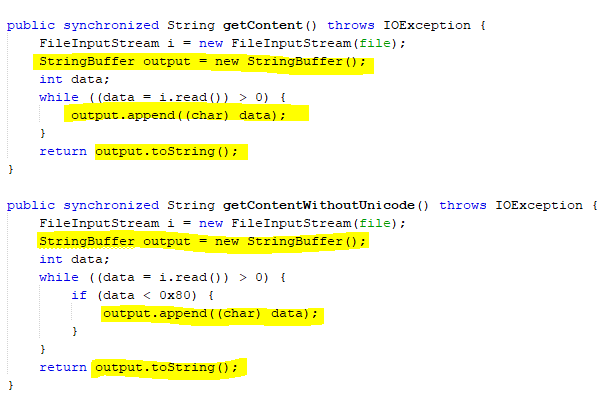 public synchronized String getContent() throws IOException {
FileInputStream i = new FileInputStream(file);
StringBuffer output = new StringBuffer();
int data;
while ((data = i.read()) > 0) {
output.append((char) data);
}
return output.toString();
}
public synchronized String getContentWithoutUnicode() throws IOException {
FileInputStream i = new FileInputStream(file);
StringBuffer output = new StringBuffer();
int data;
while ((data = i.read()) > 0) {
if (data < 0x80) {
output.append((char) data);
}
}
return output.toString();
}